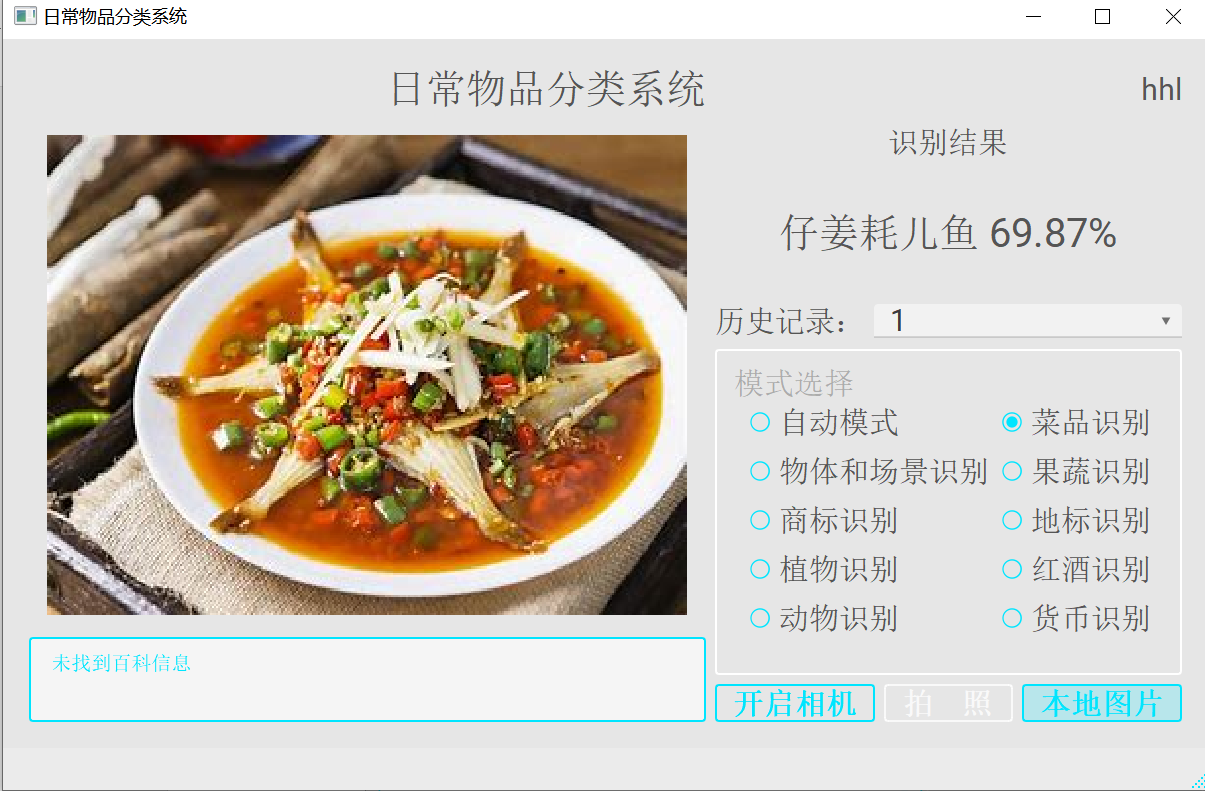 日常物品分类系统
日常物品分类系统
hhl
识别结果
仔姜耗儿鱼 69.87%
历史记录： 1
模式选择
自动模式 菜品识别
物体和场景识别 果蔬识别
商标识别 地标识别
植物识别 红酒识别
动物识别 货币识别
未找到百科信息
开启相机 拍 照 本地图片